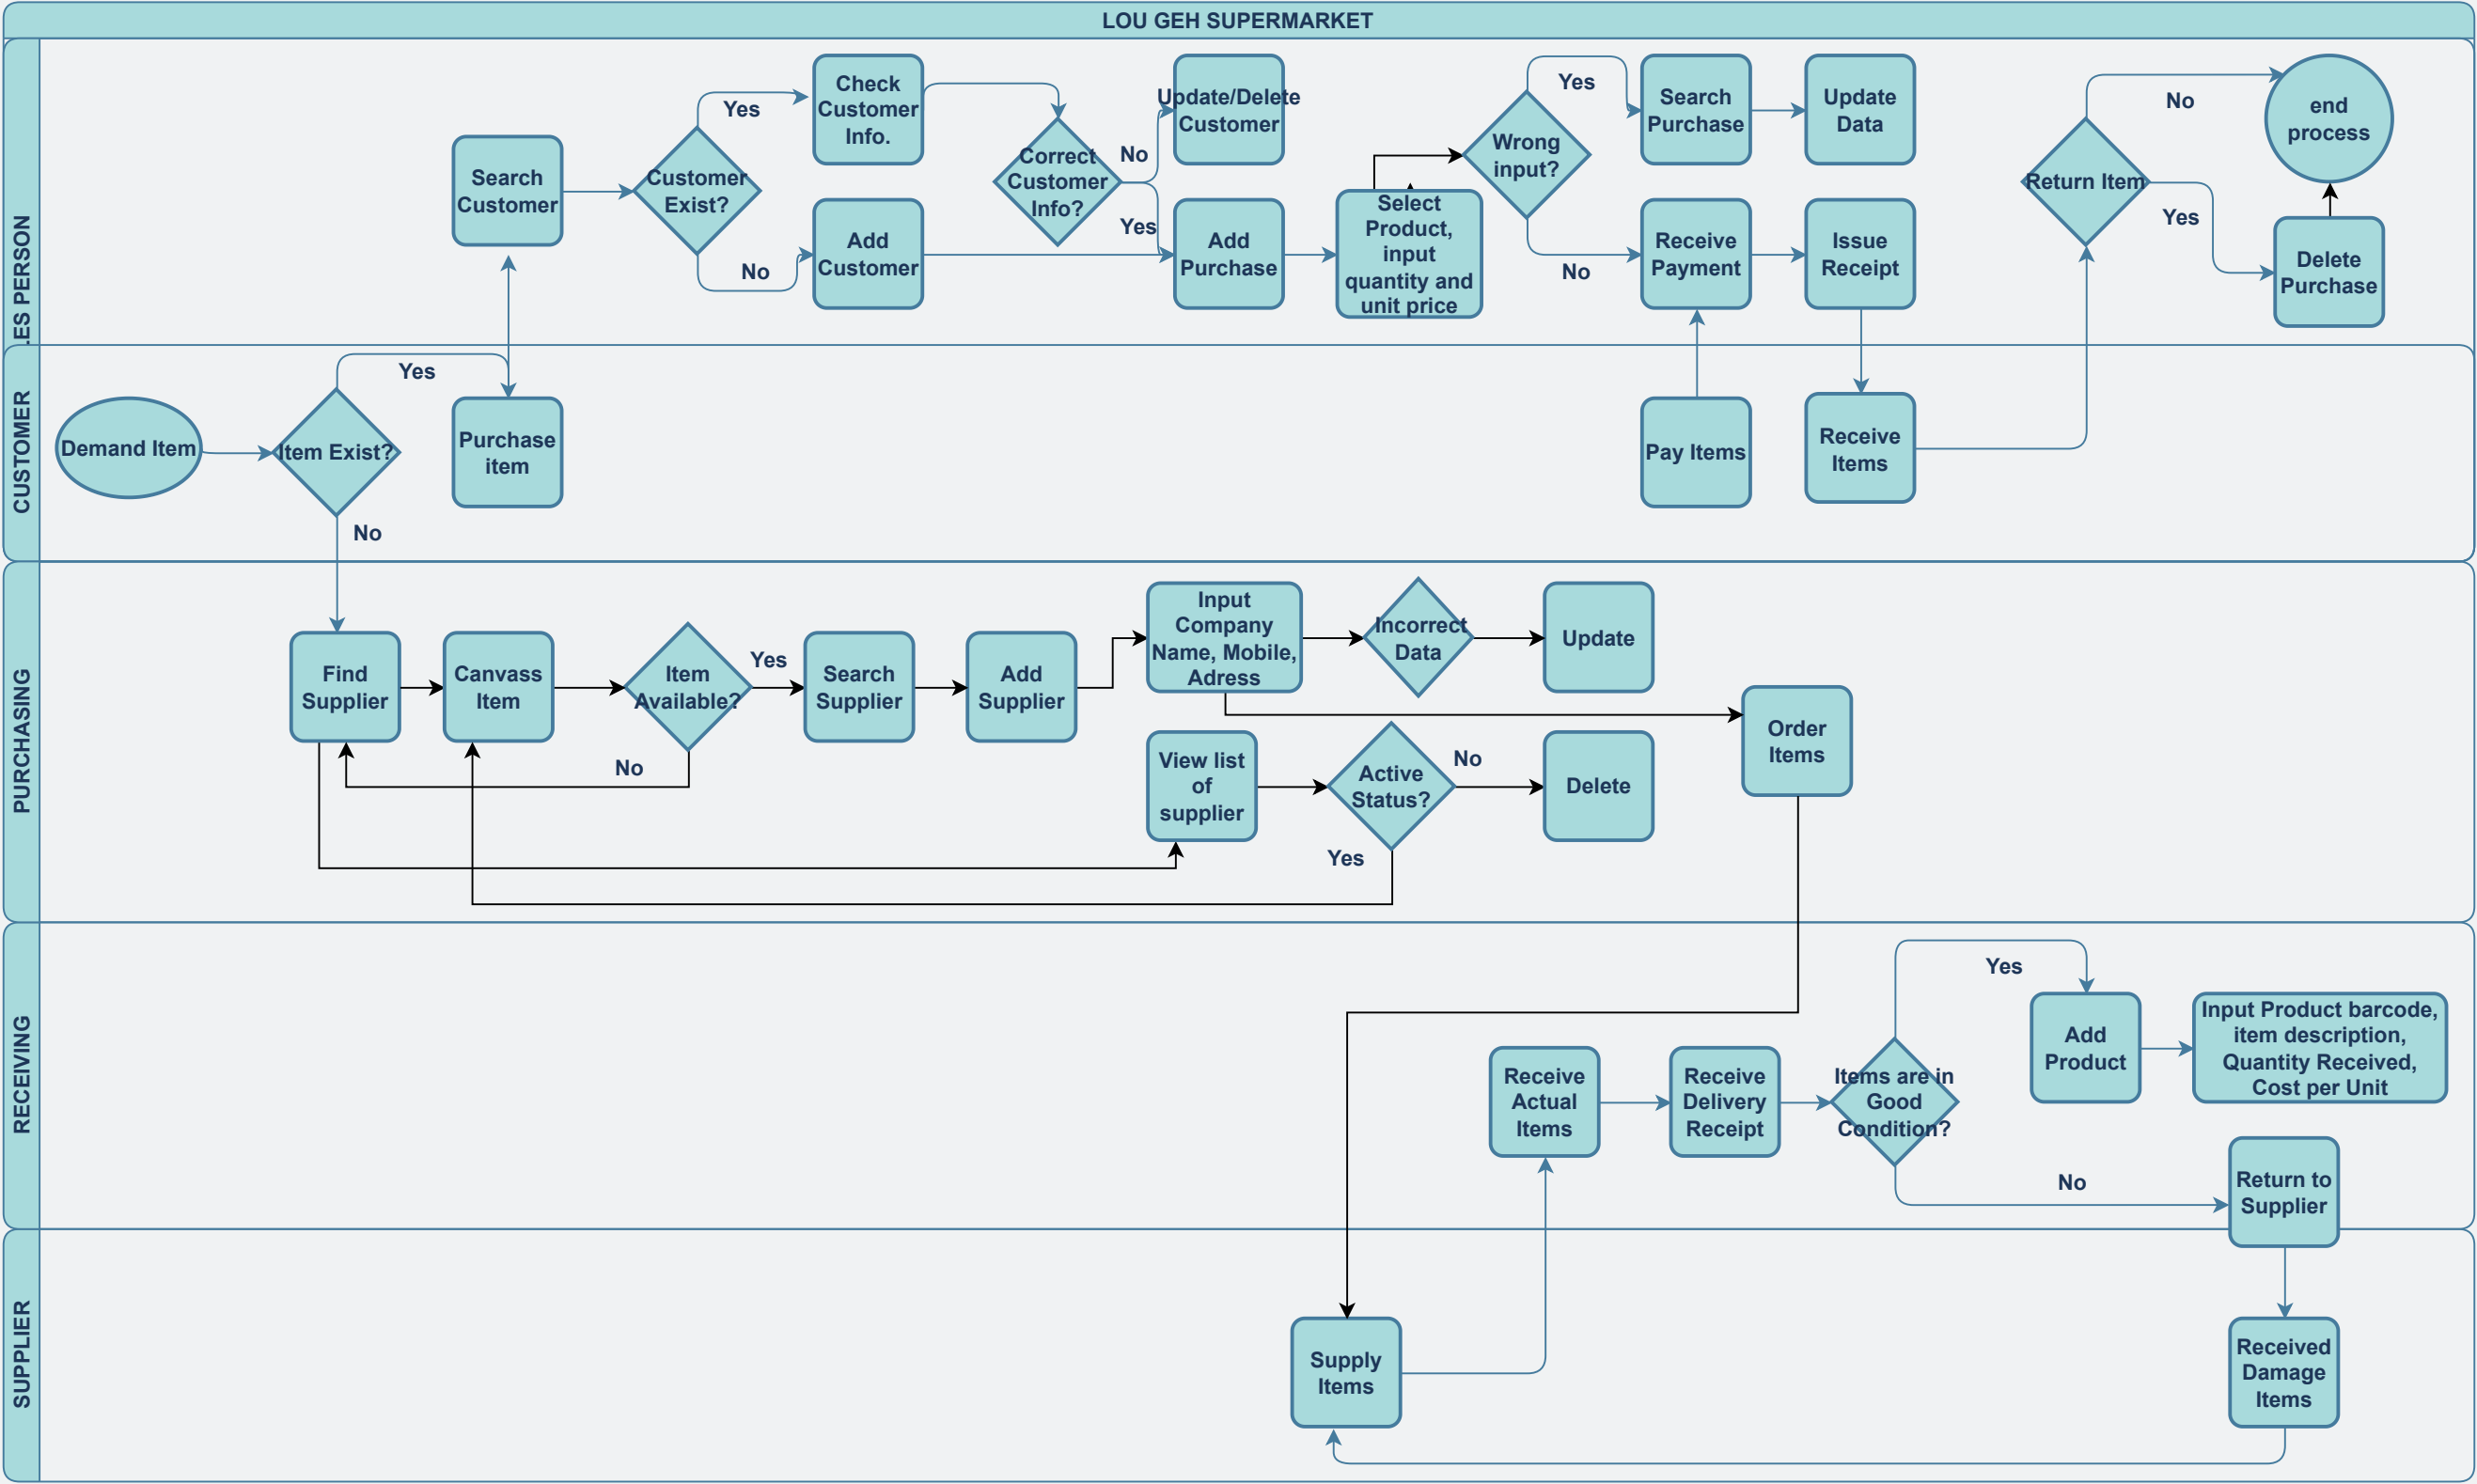 LOU GEH SUPERMARKET
LES PERSON
Check
Customer
Info.
Update/Delete
Customer
Yes
Search
Purchase
Update
Data
No
end
process
Yes
Search
Customer
Customer
Exist?
Correct
Customer
Info?
No
Wrong
input?
Return Item
Yes
No
Add
Customer
Yes
Add
Purchase
Select
Product,
input
quantity and
unit price
No
Receive
Payment
Issue
Receipt
Delete
Purchase
CUSTOMER
Yes
Demand Item
Item Exist?
Purchase
item
Pay Items
Receive
Items
No
PURCHASING
Find
Supplier
Canvass
Item
Item
Available?
Yes
No
Search
Supplier
Add
Supplier
Input
Company
Name, Mobile,
Adress
Incorrect
Data
Update
Order
Items
View list
of
supplier
Active
Status?
No
Yes
Delete
RECEIVING
Receive
Actual
Items
Receive
Delivery
Receipt
Items are in
Good
Condition?
Yes
Add
Product
Input Product barcode,
item description,
Quantity Received,
Cost per Unit
No
Return to
Supplier
SUPPLIER
Supply
Items
Received
Damage
Items